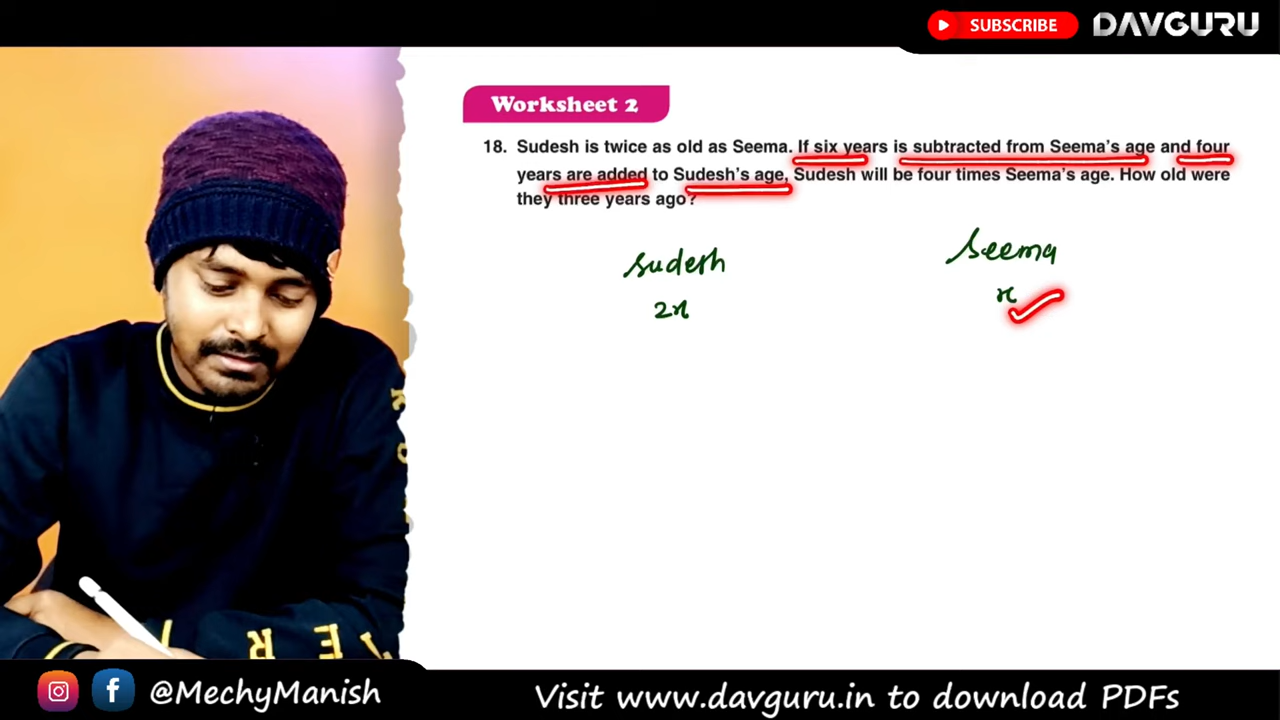 SUBSCRIBE DAVGURU
Worksheet 2
18. Sudesh is twice as old as Seema. If six years is subtracted from Seema's age and four
years are added to Sudesh's age, Sudesh will be four times Seema's age. How old were
they three years ago?
Sudesh Seema
2x x
@MechyManish Visit www.davguru.in to download PDFs